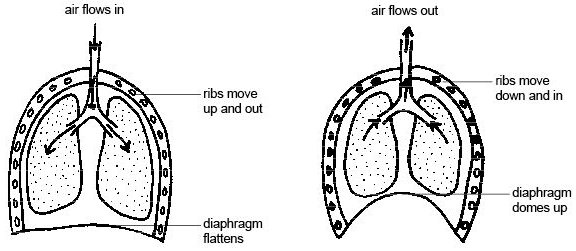 air flows in
ribs move
up and out
diaphragm
flattens
air flows out
ribs move
down and in
diaphragm
domes up